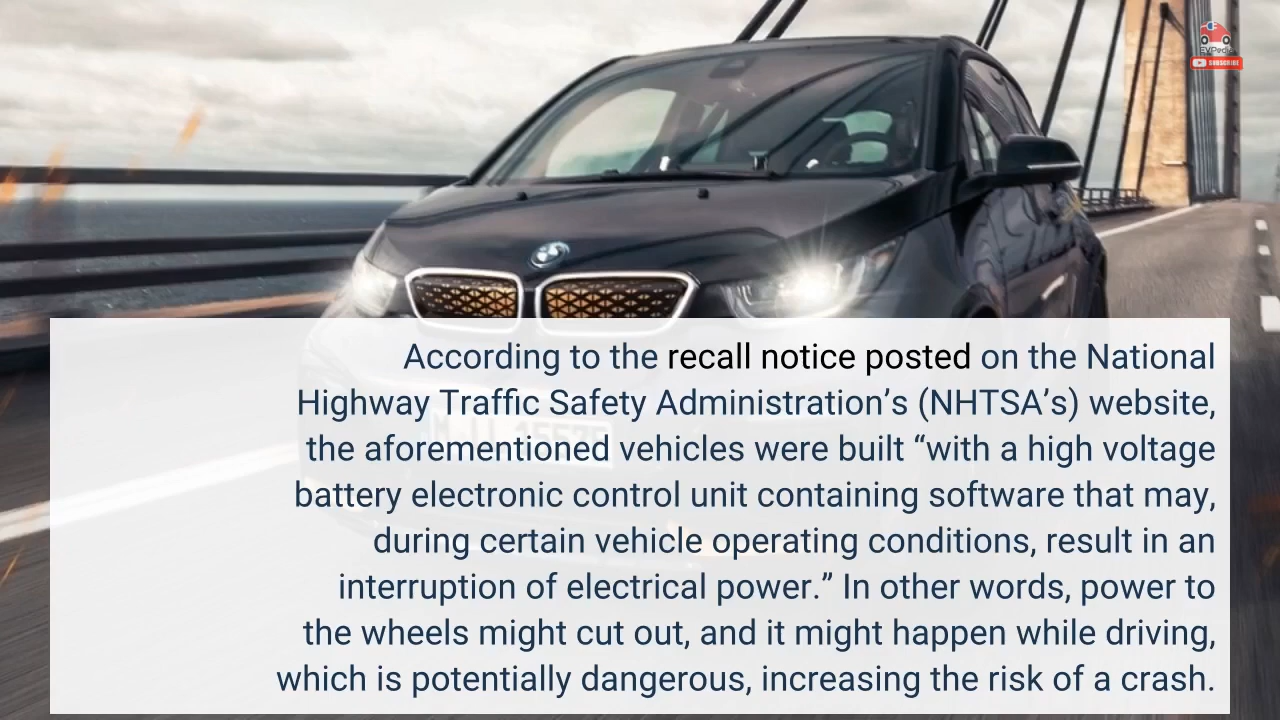 EVPedia
SUBSCRIBE
According to the recall notice posted on the National
Highway Traffic Safety Administration’s (NHTSA’s) website,
the aforementioned vehicles were built “with a high voltage
battery electronic control unit containing software that may,
during certain vehicle operating conditions, result in an
interruption of electrical power.” In other words, power to
the wheels might cut out, and it might happen while driving,
which is potentially dangerous, increasing the risk of a crash.